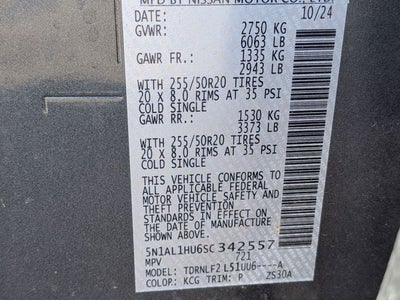 MFD BY NISSAN MOTOR CO., LTD.
DATE: 10/24
GVWR: 2750 KG
6063 LB
GAWR FR.: 1335 KG
2943 LB
WITH 255/50R20 TIRES
20 X 8.0 RIMS AT 35 PSI
COLD SINGLE
GAWR RR.: 1530 KG
3373 LB
WITH 255/50R20 TIRES
20 X 8.0 RIMS AT 35 PSI
COLD SINGLE
THIS VEHICLE CONFORMS TO
ALL APPLICABLE FEDERAL
MOTOR VEHICLE SAFETY AND
THEFT PREVENTION
STANDARDS IN EFFECT ON
THE DATE OF MANUFACTURE
SHOWN ABOVE.
5N1AL1HU6SC342557
MPV 721
MODEL: TDRNLF2L51UU6----A
COLOR: KCG TRIM: P ZS30A